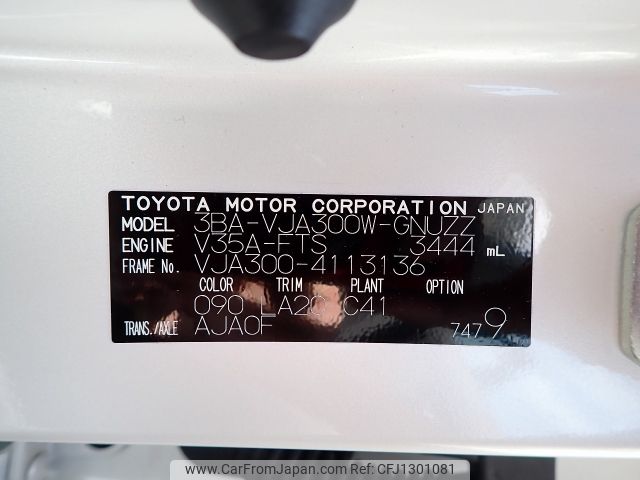 TOYOTA MOTOR CORPORATION JAPAN
MODEL 3BA-VJA300W-GNUZZ
ENGINE V35A-FTS 3444 mL
FRAME No. VJA300-4113136
COLOR TRIM PLANT OPTION
090 LA20 C41
TRANS./AXLE AJA0F 7479
www.CarFromJapan.com REF:CFJ1301081